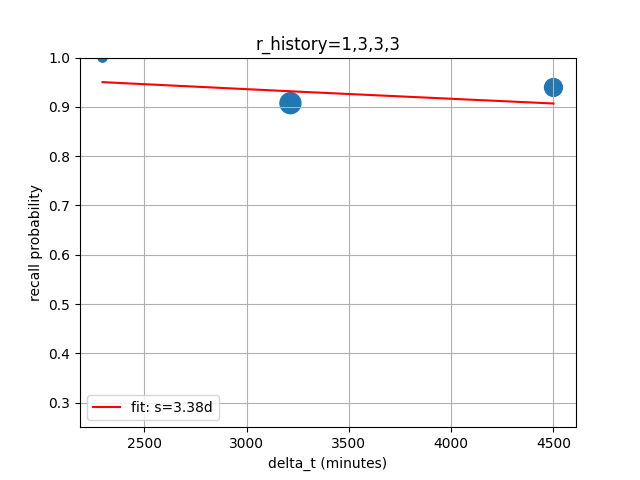 r_history=1,3,3,3
recall probability
1.0
0.9
0.8
0.7
0.6
0.5
0.4
0.3
fit: s=3.38d
2500 3000 3500 4000 4500
delta_t (minutes)